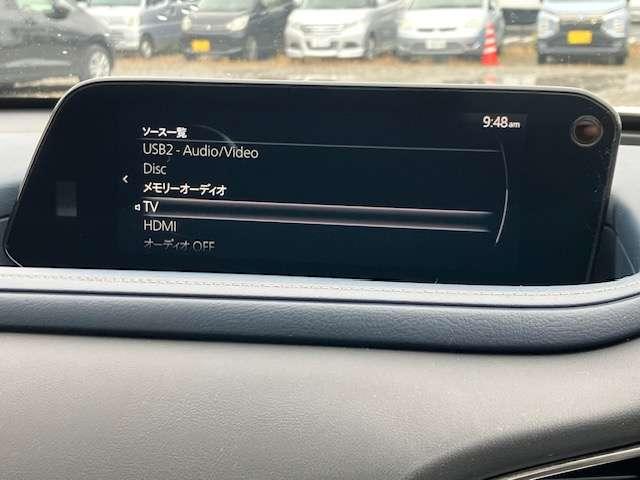 ソース一覧
9:48am
USB2 - Audio/Video
Disc
メモリーオーディオ
TV
HDMI
オーディオ OFF